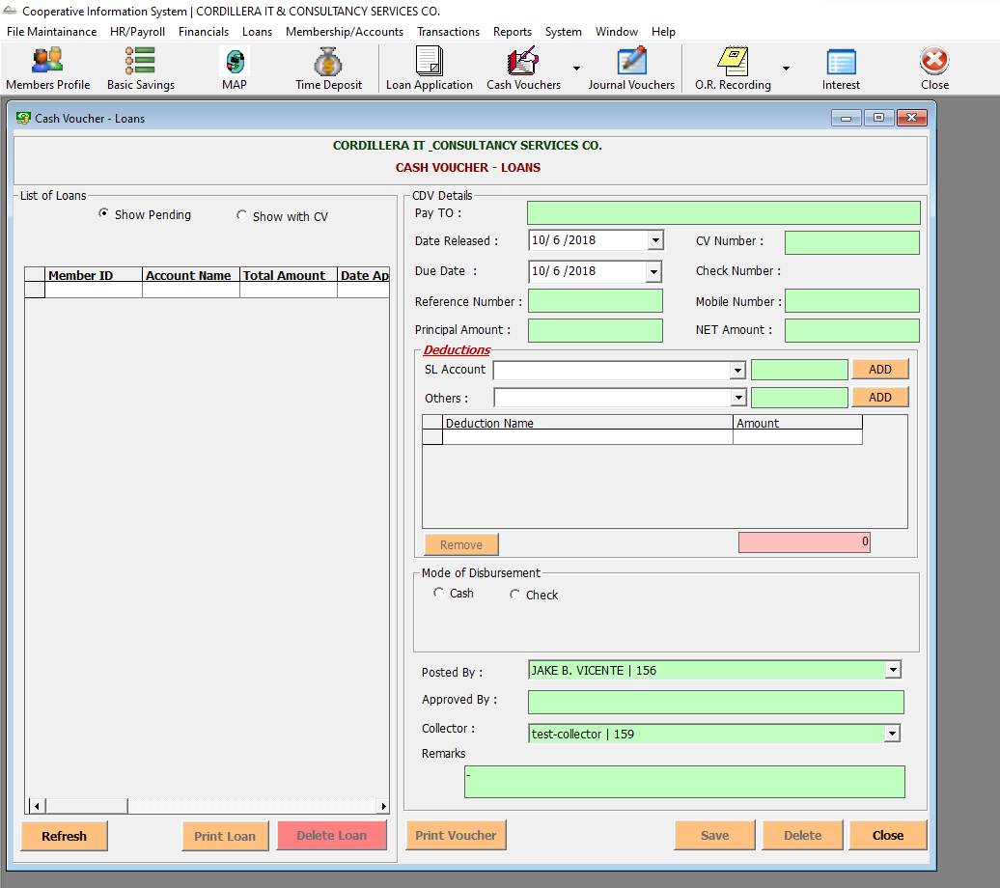 Cooperative Information System | CORDILLERA IT & CONSULTANCY SERVICES CO.
File Maintainance HR/Payroll Financials Loans Membership/Accounts Transactions Reports System Window Help
Members Profile Basic Savings MAP Time Deposit Loan Application Cash Vouchers Journal Vouchers O.R. Recording Interest Close
Cash Voucher - Loans
CORDILLERA IT _CONSULTANCY SERVICES CO.
CASH VOUCHER - LOANS
List of Loans
Show Pending Show with CV
Member ID Account Name Total Amount Date Ap
Refresh Print Loan Delete Loan
CDV Details
Pay TO :
Date Released : 10/ 6 /2018 CV Number :
Due Date : 10/ 6 /2018 Check Number :
Reference Number : Mobile Number :
Principal Amount : NET Amount :
Deductions
SL Account ADD
Others : ADD
Deduction Name Amount
Remove 0
Mode of Disbursement
Cash Check
Posted By : JAKE B. VICENTE | 156
Approved By :
Collector : test-collector | 159
Remarks
-
Print Voucher Save Delete Close